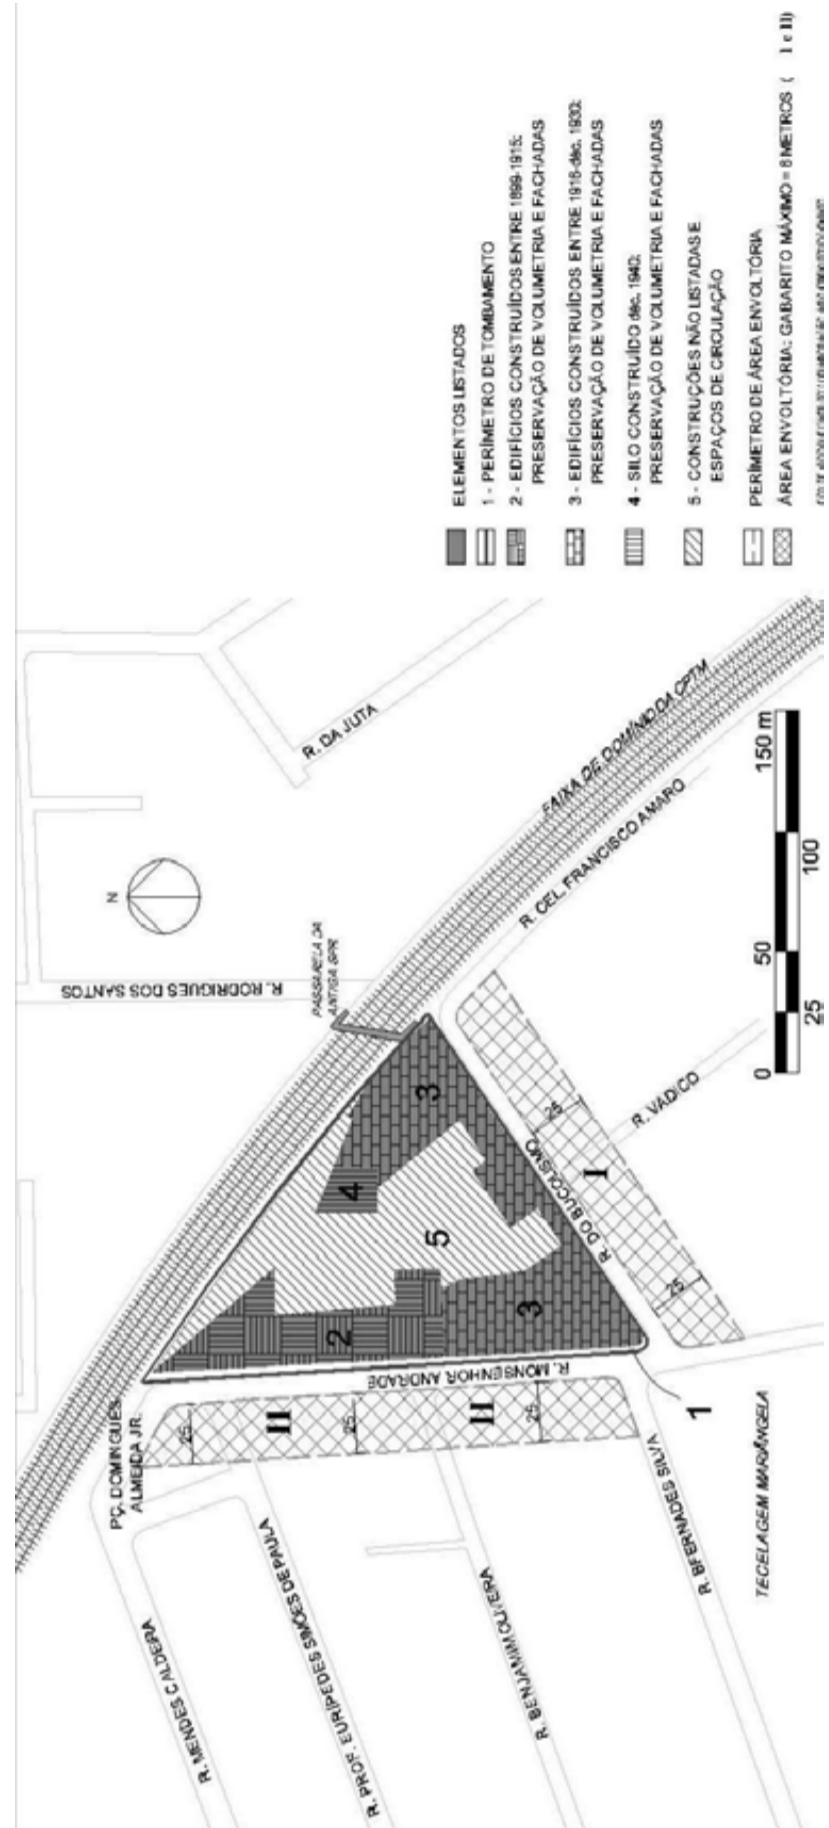 ELEMENTOS LISTADOS
1 - PERÍMETRO DE TOMBAMENTO
2 - EDIFÍCIOS CONSTRUÍDOS ENTRE 1899-1915:
PRESERVAÇÃO DE VOLUMETRIA E FACHADAS
3 - EDIFÍCIOS CONSTRUÍDOS ENTRE 1916-déc. 1930:
PRESERVAÇÃO DE VOLUMETRIA E FACHADAS
4 - SILO CONSTRUÍDO déc. 1940:
PRESERVAÇÃO DE VOLUMETRIA E FACHADAS
5 - CONSTRUÇÕES NÃO LISTADAS E
ESPAÇOS DE CIRCULAÇÃO
PERÍMETRO DE ÁREA ENVOLTÓRIA
ÁREA ENVOLTÓRIA: GABARITO MÁXIMO = 8 METROS ( I e II)
R. DA JUTA
N
R. RODRIGUES DOS SANTOS
PASSARELA DA
ANTIGA SPR
FAIXA DE DOMÍNIO DA CPTM
R. CEL. FRANCISCO AMARO
R. DO BUCOLISMO
R. VADICO
R. MONSENHOR ANDRADE
PÇ. DOMINGUES
ALMEIDA JR.
R. MENDES CALDEIRA
R. PROF. EURÍPEDES SIMÕES DE PAULA
R. BENJAMIM OLIVEIRA
R. BFERNADES SILVA
TECELAGEM MARIÂNGELA
1
2
3
3
4
5
I
II
II
25
25
25
25
25
0
25
50
100
150 m